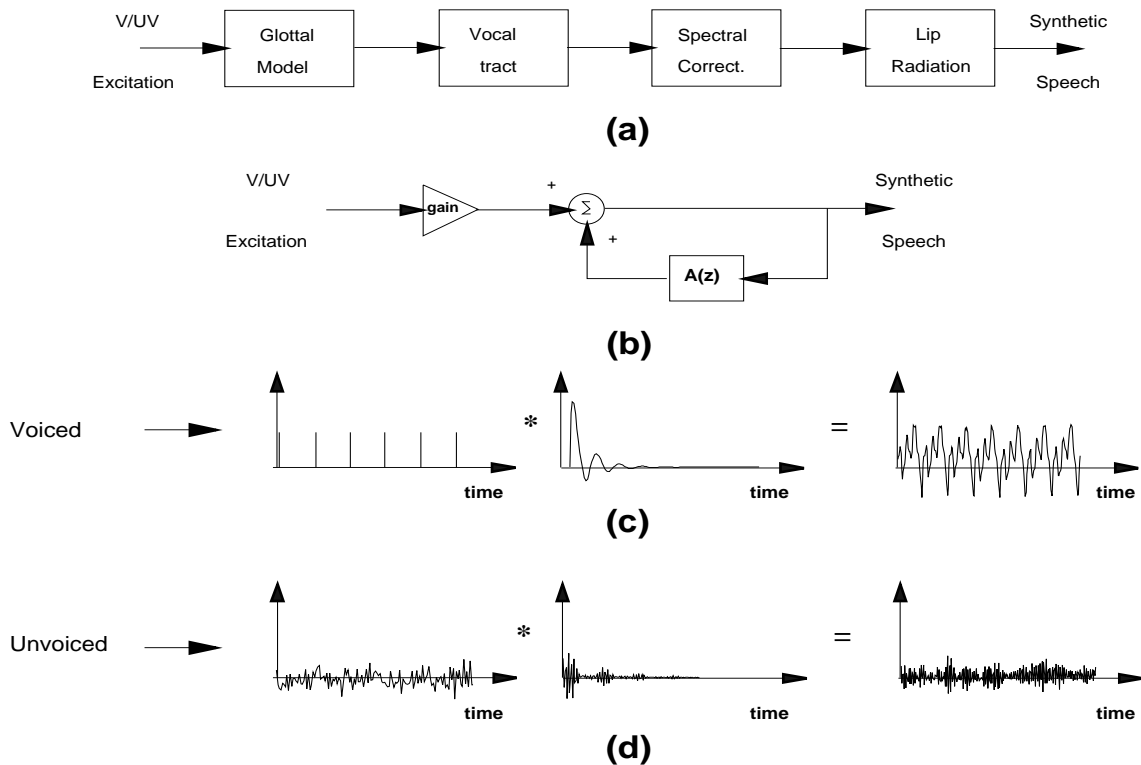 V/UV
Excitation
Glottal
Model
Vocal
tract
Spectral
Correct.
Lip
Radiation
Synthetic
Speech
(a)
V/UV
Excitation
gain
+
Σ
+
A(z)
Synthetic
Speech
(b)
Voiced
*
=
time
time
time
(c)
Unvoiced
*
=
time
time
time
(d)